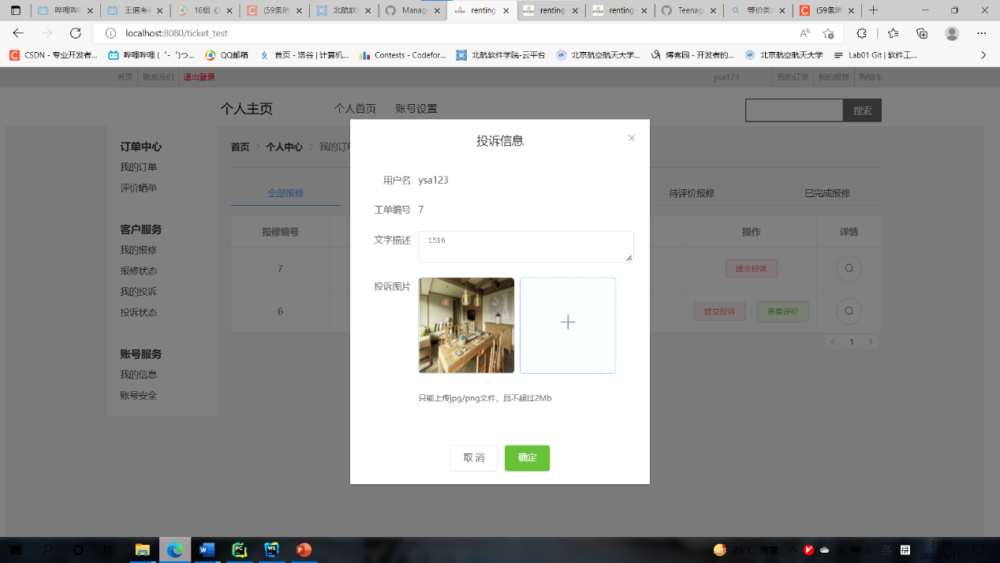 哔哩哔哩
王道考
16组《
(59条消
北航软
Manage
renting
renting
renting
Teenag
等价类
(59条消
localhost:8080/ticket_test
CSDN - 专业开发者...
哔哩哔哩 (゜-゜)つ...
QQ邮箱
首页 - 洛谷 | 计算机...
Contests - Codefor...
北航软件学院-云平台
北京航空航天大学...
博客园 - 开发者的...
北京航空航天大学
Lab01 Git | 软件工...
首页
联系我们
退出登录
ysa123
我的订单
我的报修
购物车
个人主页
个人首页
账号设置
搜索
订单中心
我的订单
评价晒单
客户服务
我的报修
报修状态
我的投诉
投诉状态
账号服务
我的信息
账号安全
首页 > 个人中心 > 我的订单
全部报修
待评价报修
已完成报修
报修编号
操作
详情
7
提交投诉
6
提交投诉
查看评价
1
投诉信息
用户名 ysa123
工单编号 7
文字描述 1516
投诉图片
只能上传jpg/png文件，且不超过2Mb
取 消
确定
25°C 薄雾
英
拼